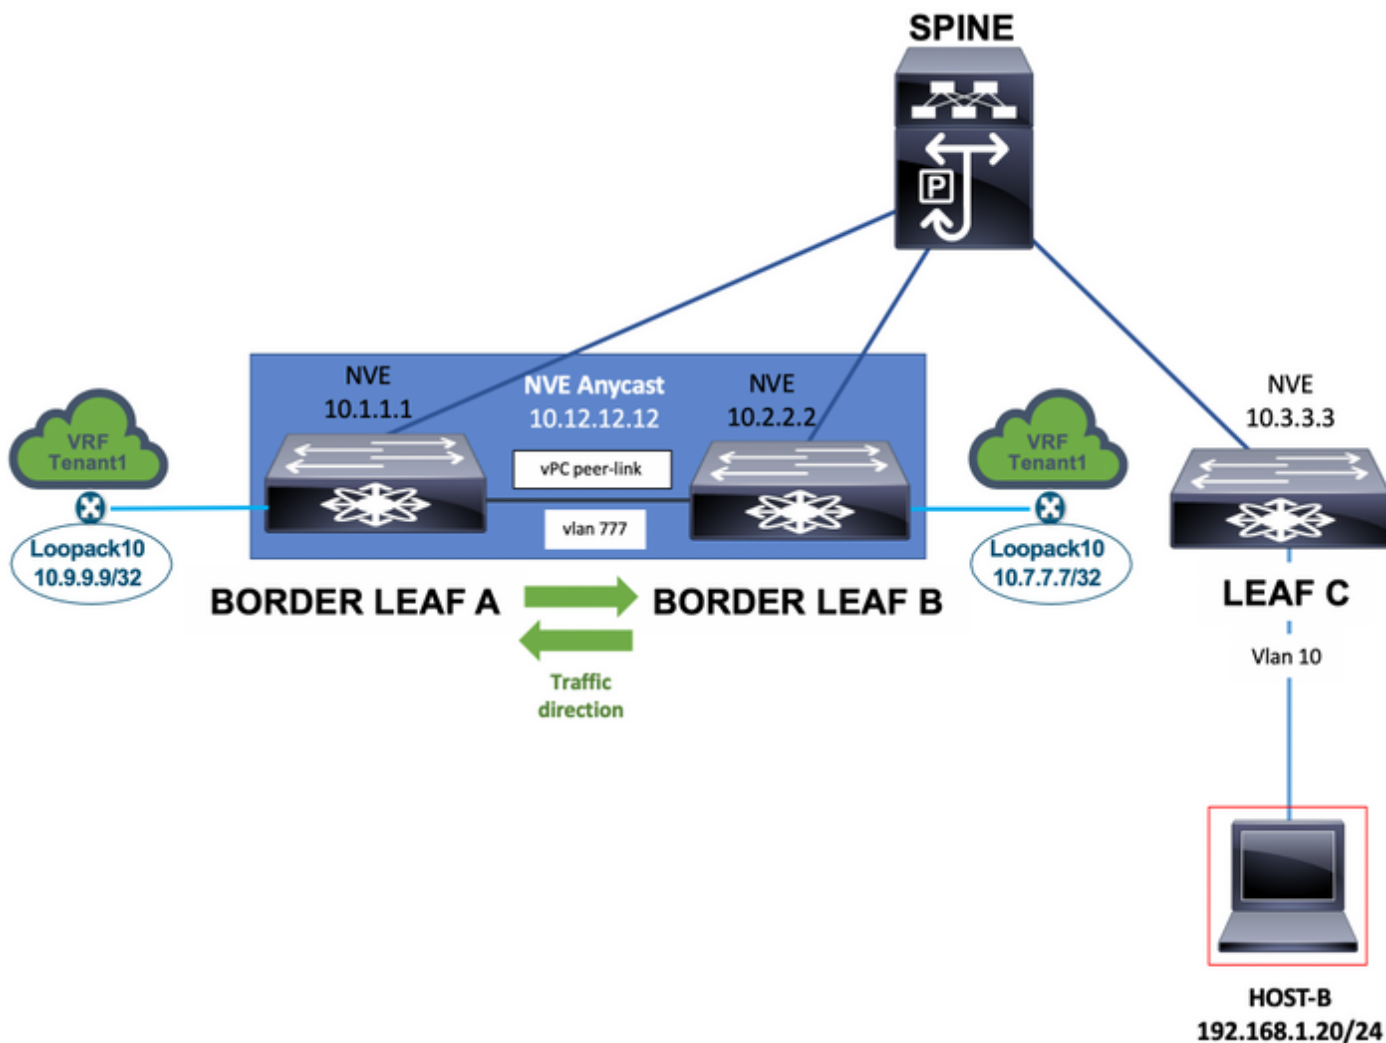 SPINE
P
NVE
10.1.1.1
NVE Anycast
10.12.12.12
NVE
10.2.2.2
NVE
10.3.3.3
VRF
Tenant1
VRF
Tenant1
vPC peer-link
vlan 777
Loopack10
10.9.9.9/32
Loopack10
10.7.7.7/32
BORDER LEAF A
BORDER LEAF B
LEAF C
Traffic
direction
Vlan 10
HOST-B
192.168.1.20/24